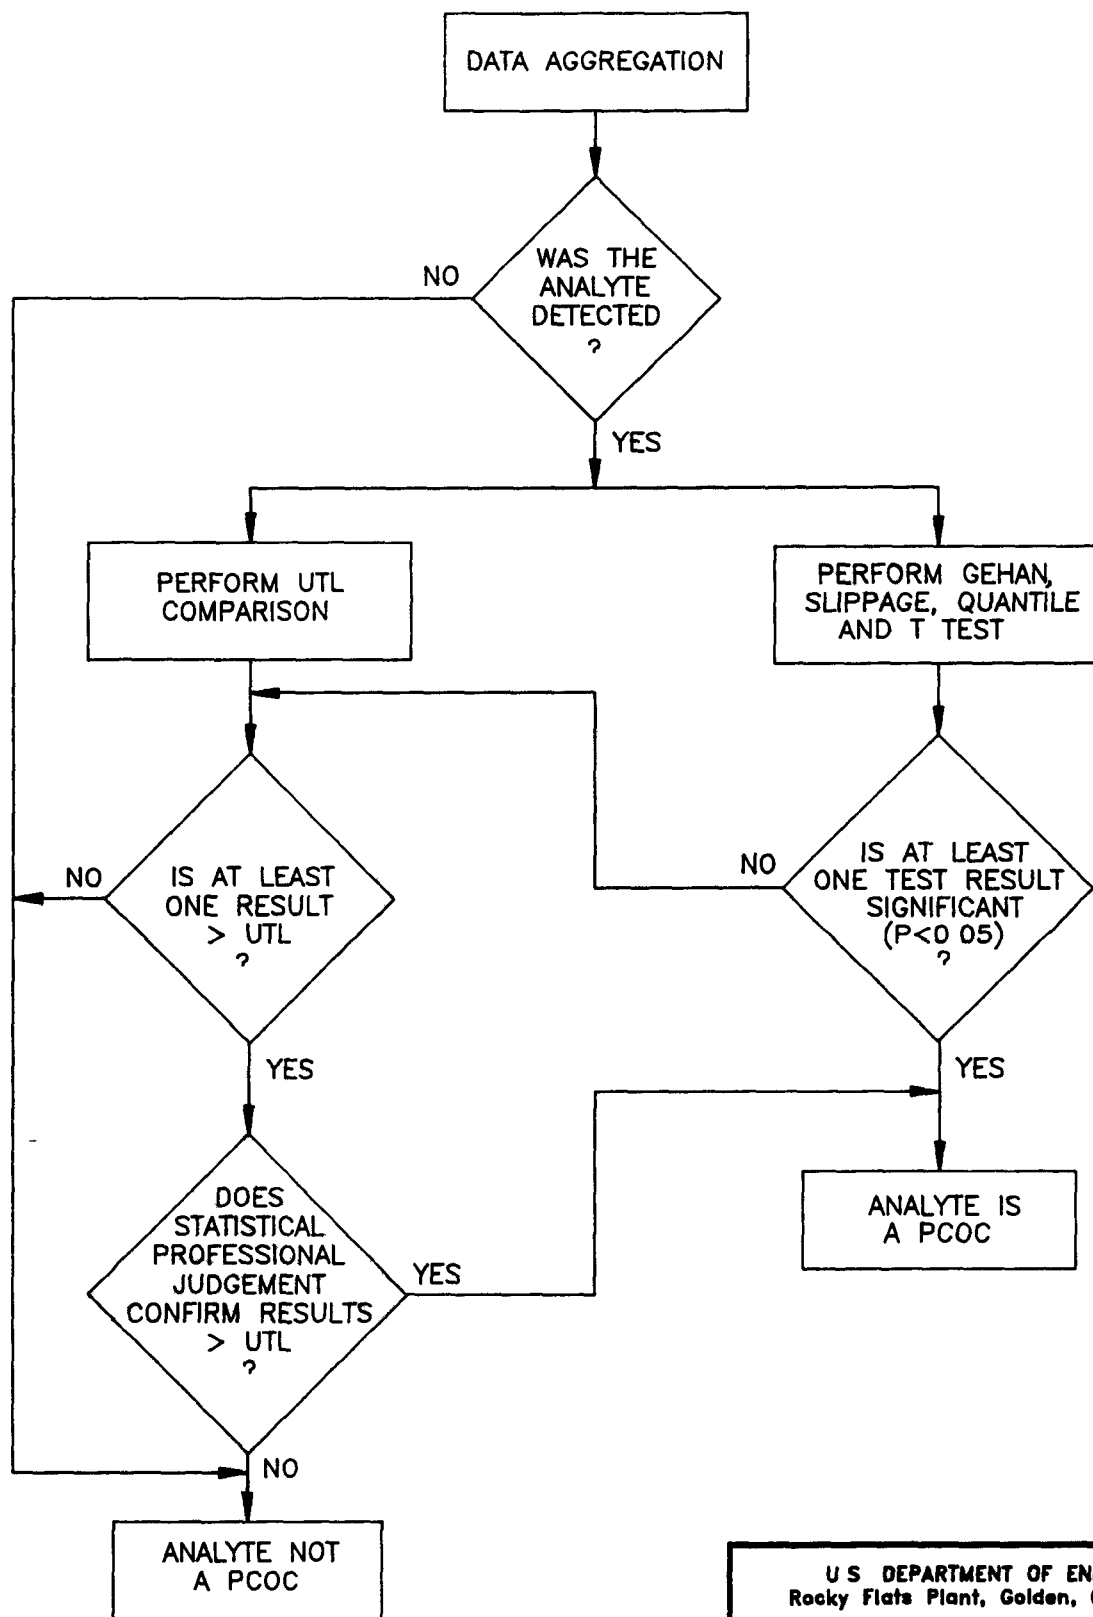 DATA AGGREGATION
WAS THE
ANALYTE
DETECTED
?
NO
YES
PERFORM UTL
COMPARISON
PERFORM GEHAN,
SLIPPAGE, QUANTILE
AND T TEST
IS AT LEAST
ONE RESULT
> UTL
?
NO
YES
IS AT LEAST
ONE TEST RESULT
SIGNIFICANT
(P<0 05)
?
NO
YES
DOES
STATISTICAL
PROFESSIONAL
JUDGEMENT
CONFIRM RESULTS
> UTL
?
YES
NO
ANALYTE IS
A PCOC
ANALYTE NOT
A PCOC
U S DEPARTMENT OF EN
Rocky Flats Plant, Golden,